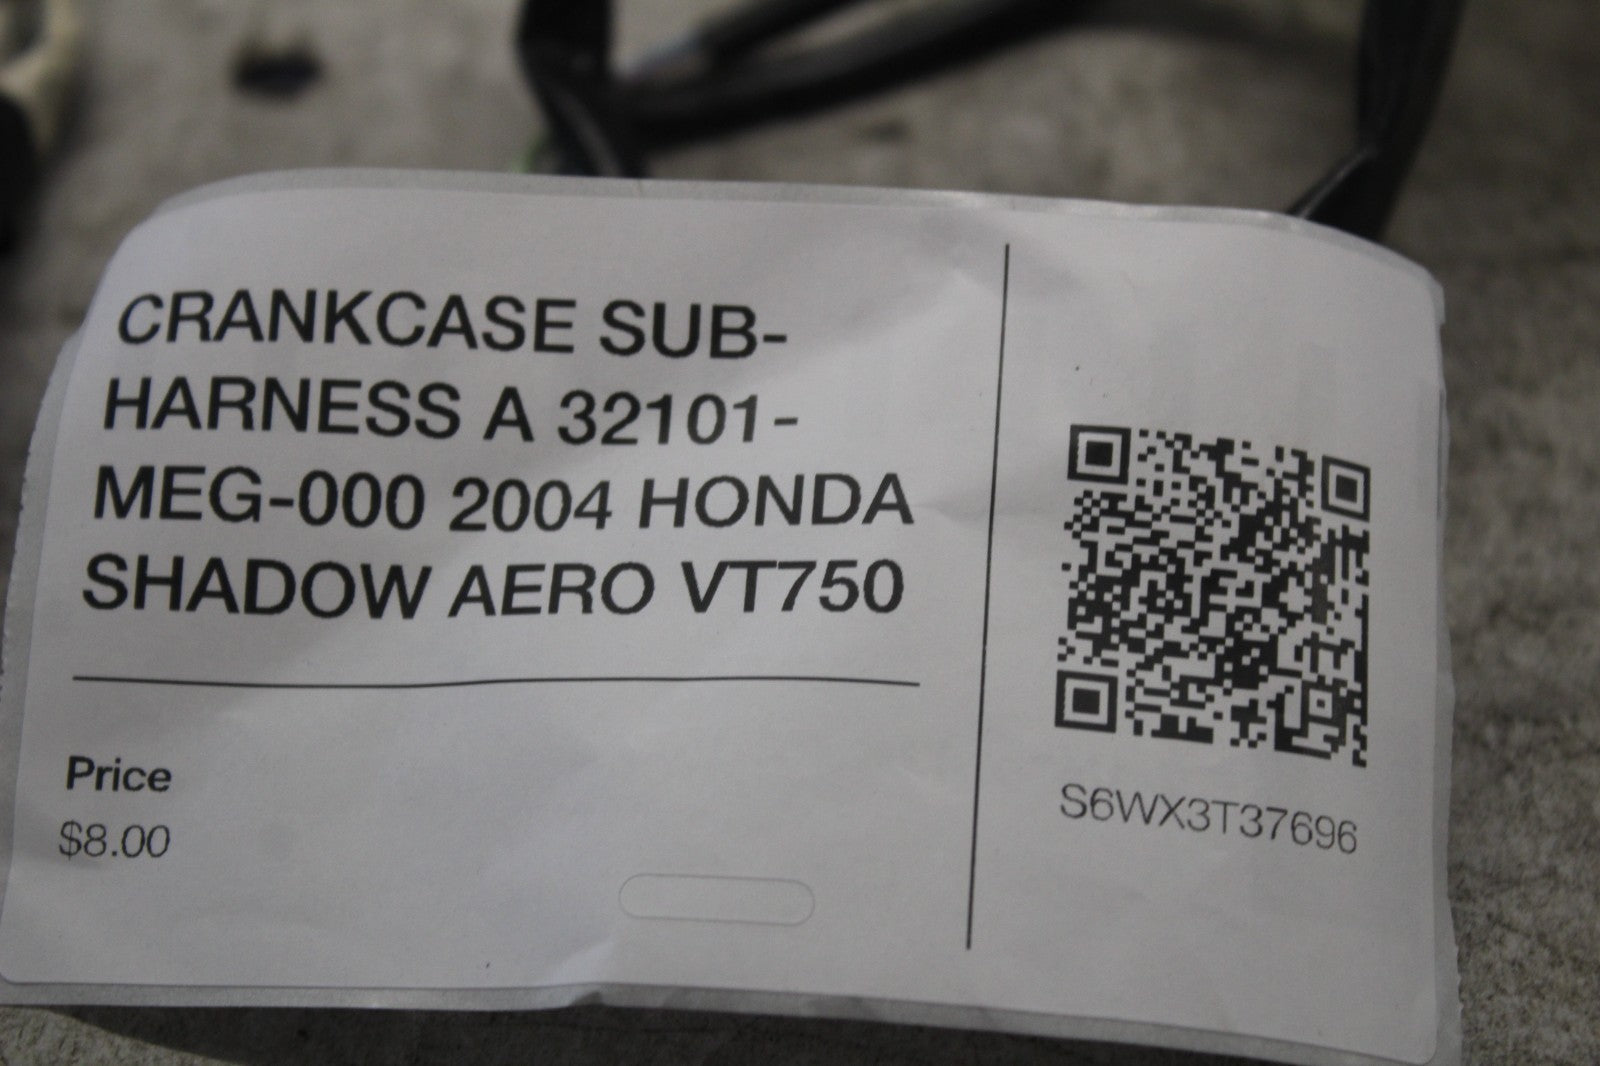 CRANKCASE SUB-
HARNESS A 32101-
MEG-000 2004 HONDA
SHADOW AERO VT750
Price
$8.00
S6WX3T37696